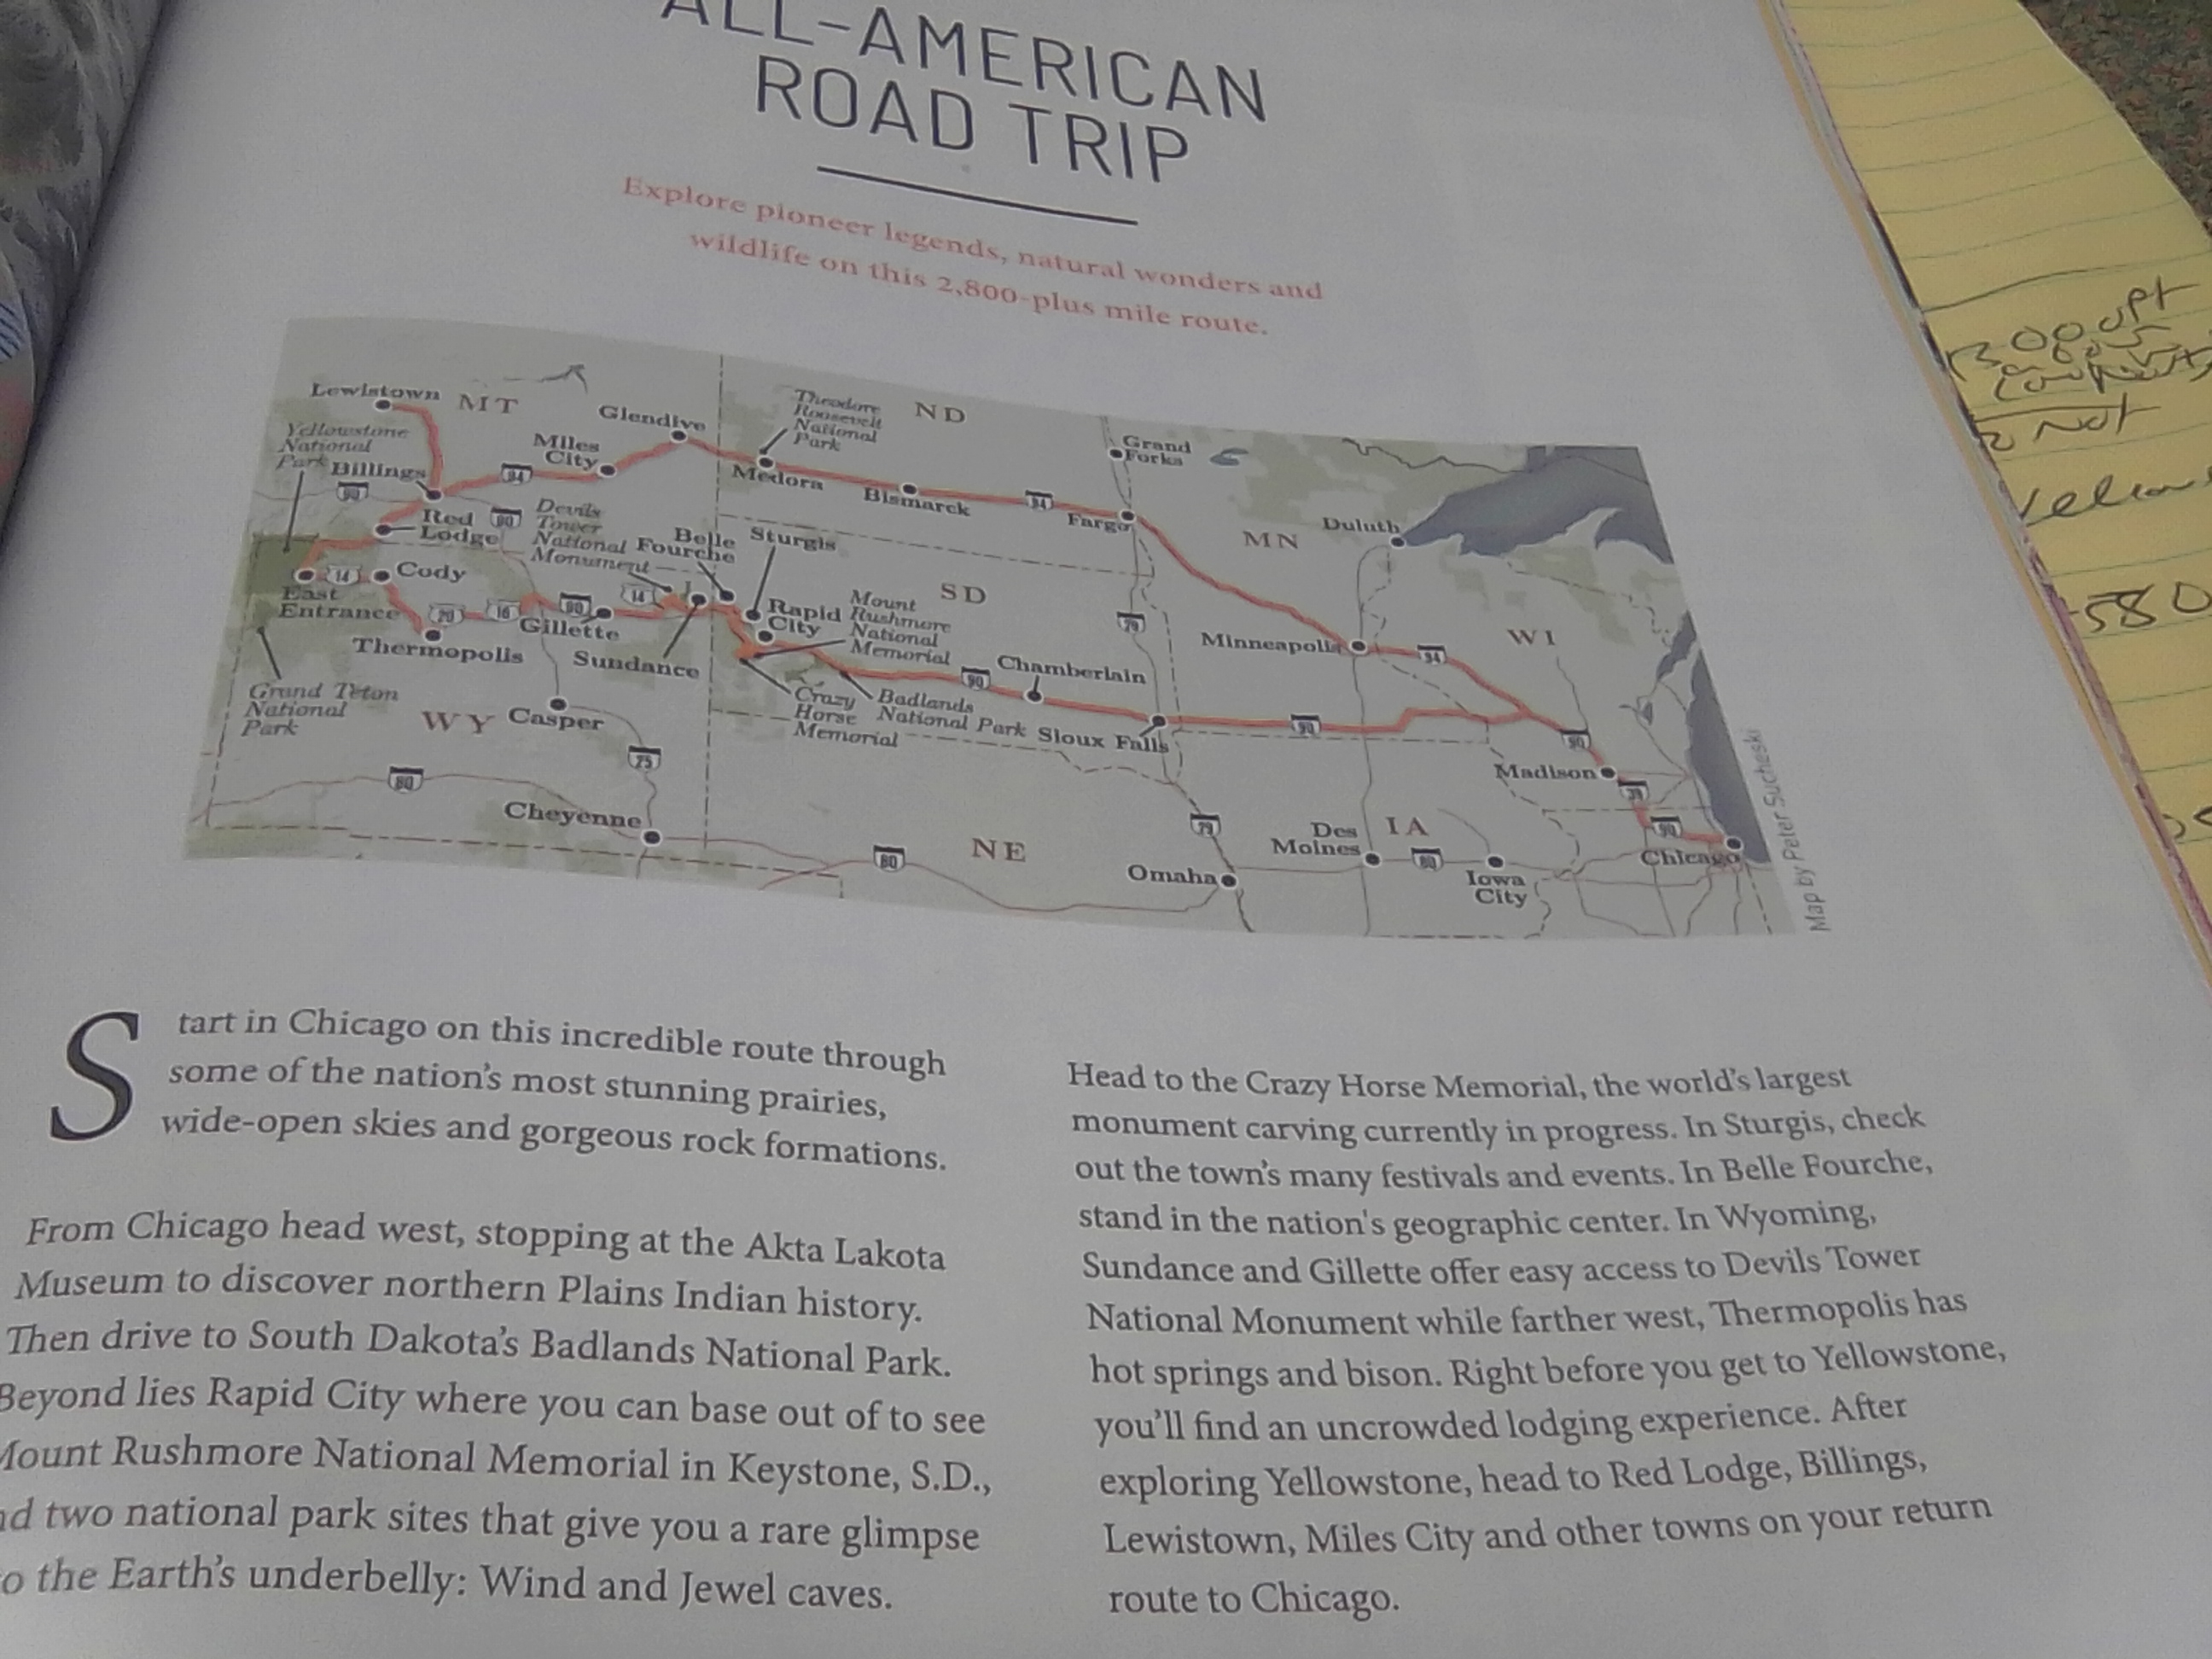 ALL-AMERICAN
ROAD TRIP
Explore pioneer legends, natural wonders and
wildlife on this 2,800-plus mile route.
Lewistown
MT
Glendive
Theodore
Roosevelt
National
Park
ND
Grand
Forks
Yellowstone
National
Park
Billings
Miles
City
94
Medora
Bismarck
94
Fargo
Duluth
MN
90
Red
Lodge
90
Devils
Tower
National
Monument
Belle
Fourche
Sturgis
SD
14
Cody
East
Entrance
20
16
90
14
Gillette
Thermopolis
Sundance
Rapid
City
Mount
Rushmore
National
Memorial
29
Minneapolis
94
WI
90
Chamberlain
Grand Teton
National
Park
WY
Casper
Crazy
Horse
Memorial
Badlands
National Park
Sioux Falls
90
90
Madison
39
90
Chicago
80
25
Cheyenne
80
NE
29
Omaha
Des
Moines
IA
80
Iowa
City
Map by Peter Sucheski
Start in Chicago on this incredible route through
some of the nation's most stunning prairies,
wide-open skies and gorgeous rock formations.
From Chicago head west, stopping at the Akta Lakota
Museum to discover northern Plains Indian history.
Then drive to South Dakota's Badlands National Park.
Beyond lies Rapid City where you can base out of to see
Mount Rushmore National Memorial in Keystone, S.D.,
nd two national park sites that give you a rare glimpse
o the Earth's underbelly: Wind and Jewel caves.
Head to the Crazy Horse Memorial, the world's largest
monument carving currently in progress. In Sturgis, check
out the town's many festivals and events. In Belle Fourche,
stand in the nation's geographic center. In Wyoming,
Sundance and Gillette offer easy access to Devils Tower
National Monument while farther west, Thermopolis has
hot springs and bison. Right before you get to Yellowstone,
you'll find an uncrowded lodging experience. After
exploring Yellowstone, head to Red Lodge, Billings,
Lewistown, Miles City and other towns on your return
route to Chicago.
Not
580